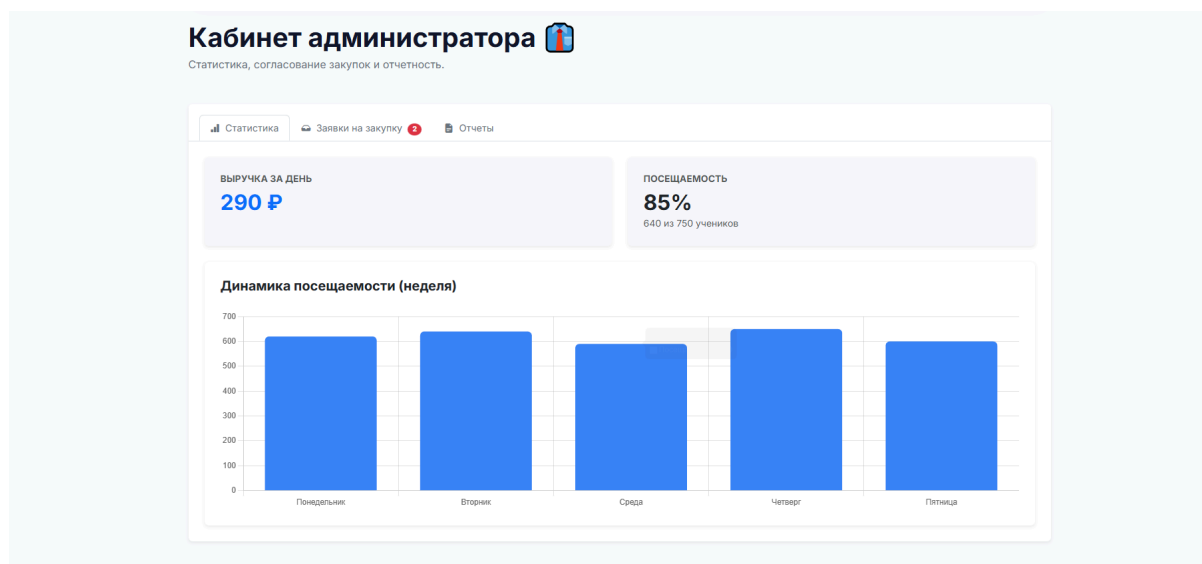 Кабинет администратора
Статистика, согласование закупок и отчетность.
Статистика Заявки на закупку 2 Отчеты
ВЫРУЧКА ЗА ДЕНЬ
290 ₽
ПОСЕЩАЕМОСТЬ
85%
640 из 750 учеников
Динамика посещаемости (неделя)
700
600
500
400
300
200
100
0
Понедельник Вторник Среда Четверг Пятница